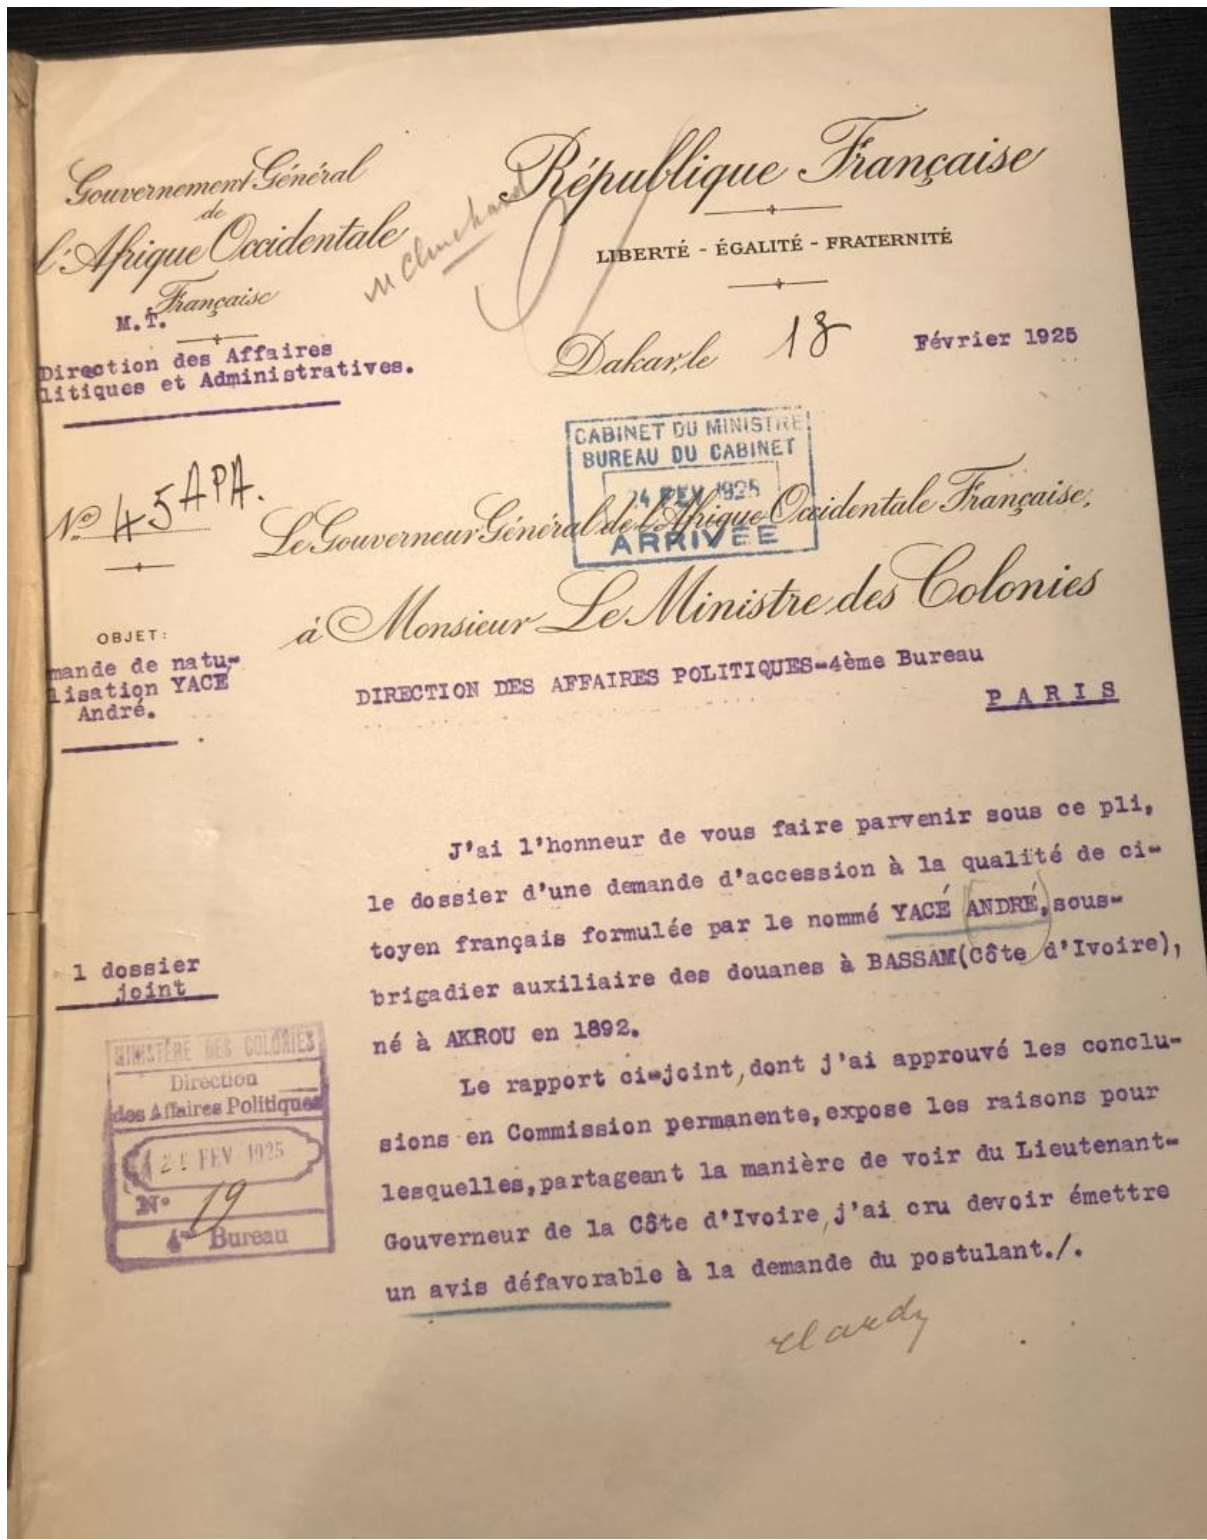 Gouvernement Général
de
l'Afrique Occidentale
Française
M.T.
Direction des Affaires
litiques et Administratives.
République Française
LIBERTÉ - ÉGALITÉ - FRATERNITÉ
Dakar, le 18 Février 1925
CABINET DU MINISTRE
BUREAU DU CABINET
24 FEV 1925
ARRIVÉE
N° 45 APA.
Le Gouverneur Général de l'Afrique Occidentale Française,
à Monsieur Le Ministre des Colonies
DIRECTION DES AFFAIRES POLITIQUES-4ème Bureau
PARIS
OBJET:
mande de natu-
lisation YACE
André.
J'ai l'honneur de vous faire parvenir sous ce pli,
le dossier d'une demande d'accession à la qualité de ci-
toyen français formulée par le nommé YACÉ ANDRÉ, sous-
brigadier auxiliaire des douanes à BASSAM(Côte d'Ivoire),
né à AKROU en 1892.
1 dossier
joint
Le rapport ci-joint, dont j'ai approuvé les conclu-
sions en Commission permanente, expose les raisons pour
lesquelles, partageant la manière de voir du Lieutenant-
Gouverneur de la Côte d'Ivoire, j'ai cru devoir émettre
un avis défavorable à la demande du postulant./.
MINISTÈRE DES COLONIES
Direction
des Affaires Politiques
FEV 1925
N° 19
4me Bureau